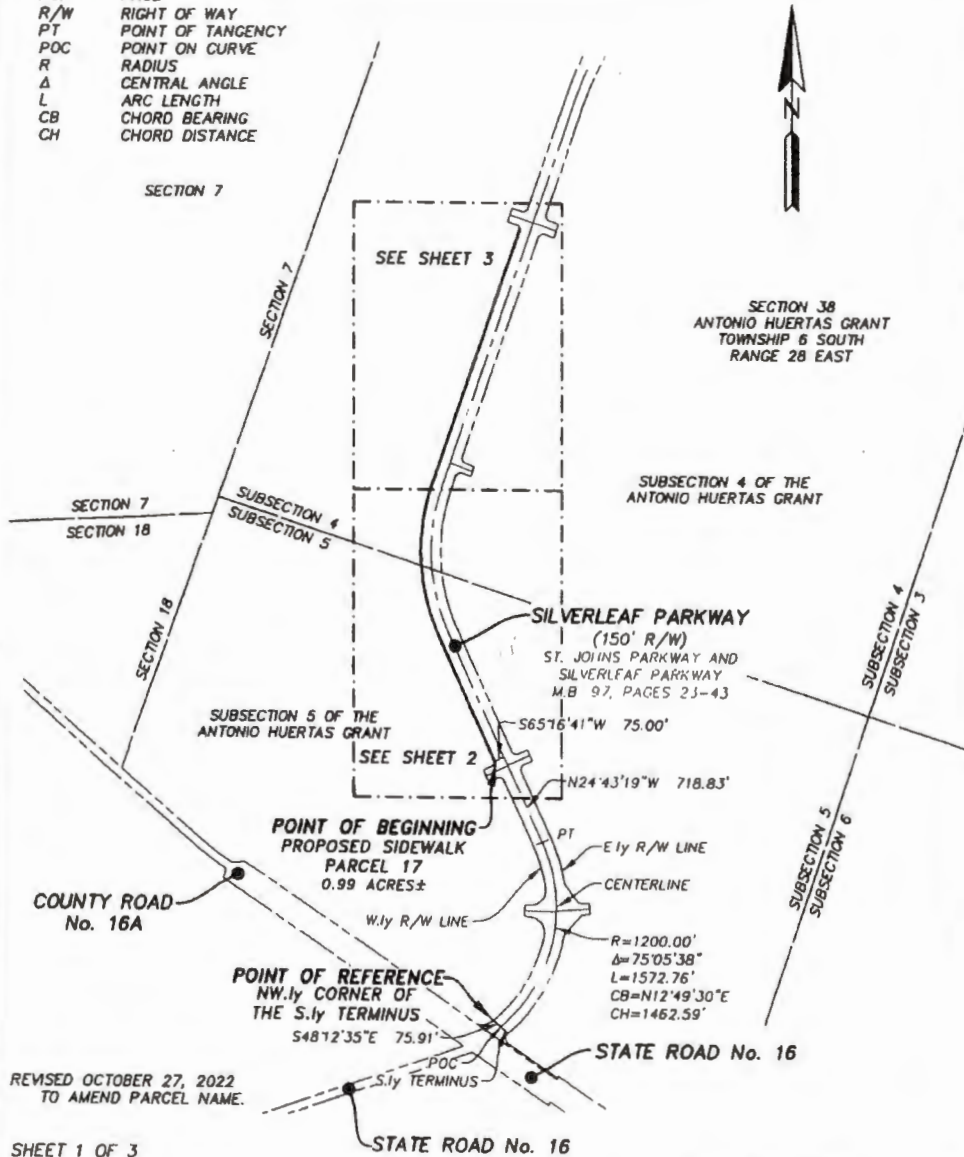 R/W RIGHT OF WAY
PT POINT OF TANGENCY
POC POINT ON CURVE
R RADIUS
Δ CENTRAL ANGLE
L ARC LENGTH
CB CHORD BEARING
CH CHORD DISTANCE
N
SECTION 7
SEE SHEET 3
SECTION 7
SECTION 38
ANTONIO HUERTAS GRANT
TOWNSHIP 6 SOUTH
RANGE 28 EAST
SUBSECTION 4 OF THE
ANTONIO HUERTAS GRANT
SECTION 7
SECTION 18
SUBSECTION 4
SUBSECTION 5
SECTION 18
SILVERLEAF PARKWAY
(150' R/W)
ST. JOHNS PARKWAY AND
SILVERLEAF PARKWAY
M.B 97, PAGES 23-43
SUBSECTION 4
SUBSECTION 3
SUBSECTION 5 OF THE
ANTONIO HUERTAS GRANT
S65°16'41"W 75.00'
SEE SHEET 2
N24°43'19"W 718.83'
POINT OF BEGINNING
PROPOSED SIDEWALK
PARCEL 17
0.99 ACRES±
PT
E'ly R/W LINE
SUBSECTION 5
SUBSECTION 6
CENTERLINE
COUNTY ROAD
No. 16A
W.ly R/W LINE
R=1200.00'
Δ=75°05'38"
L=1572.76'
CB=N12°49'30"E
CH=1462.59'
POINT OF REFERENCE
NW.ly CORNER OF
THE S.ly TERMINUS
S48°12'35"E 75.91'
POC
S.ly TERMINUS
STATE ROAD No. 16
REVISED OCTOBER 27, 2022
TO AMEND PARCEL NAME.
SHEET 1 OF 3
STATE ROAD No. 16